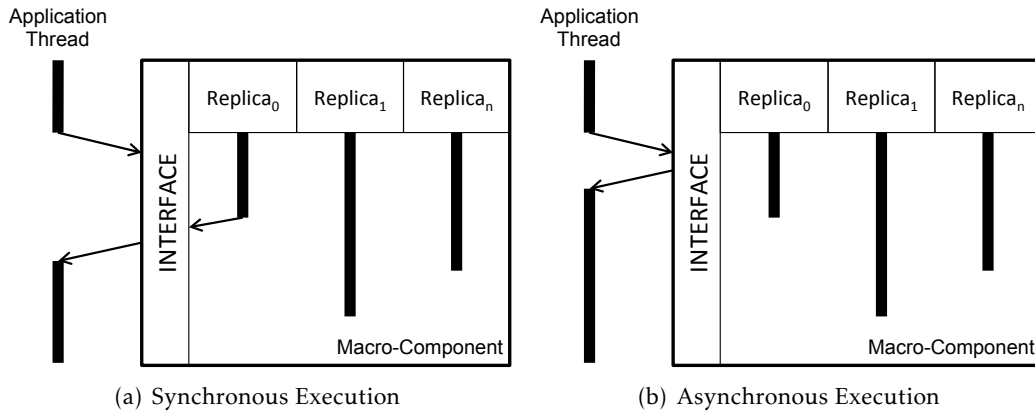 Application
Thread
Replica0 Replica1 Replican
INTERFACE
Macro-Component
(a) Synchronous Execution
Application
Thread
Replica0 Replica1 Replican
INTERFACE
Macro-Component
(b) Asynchronous Execution